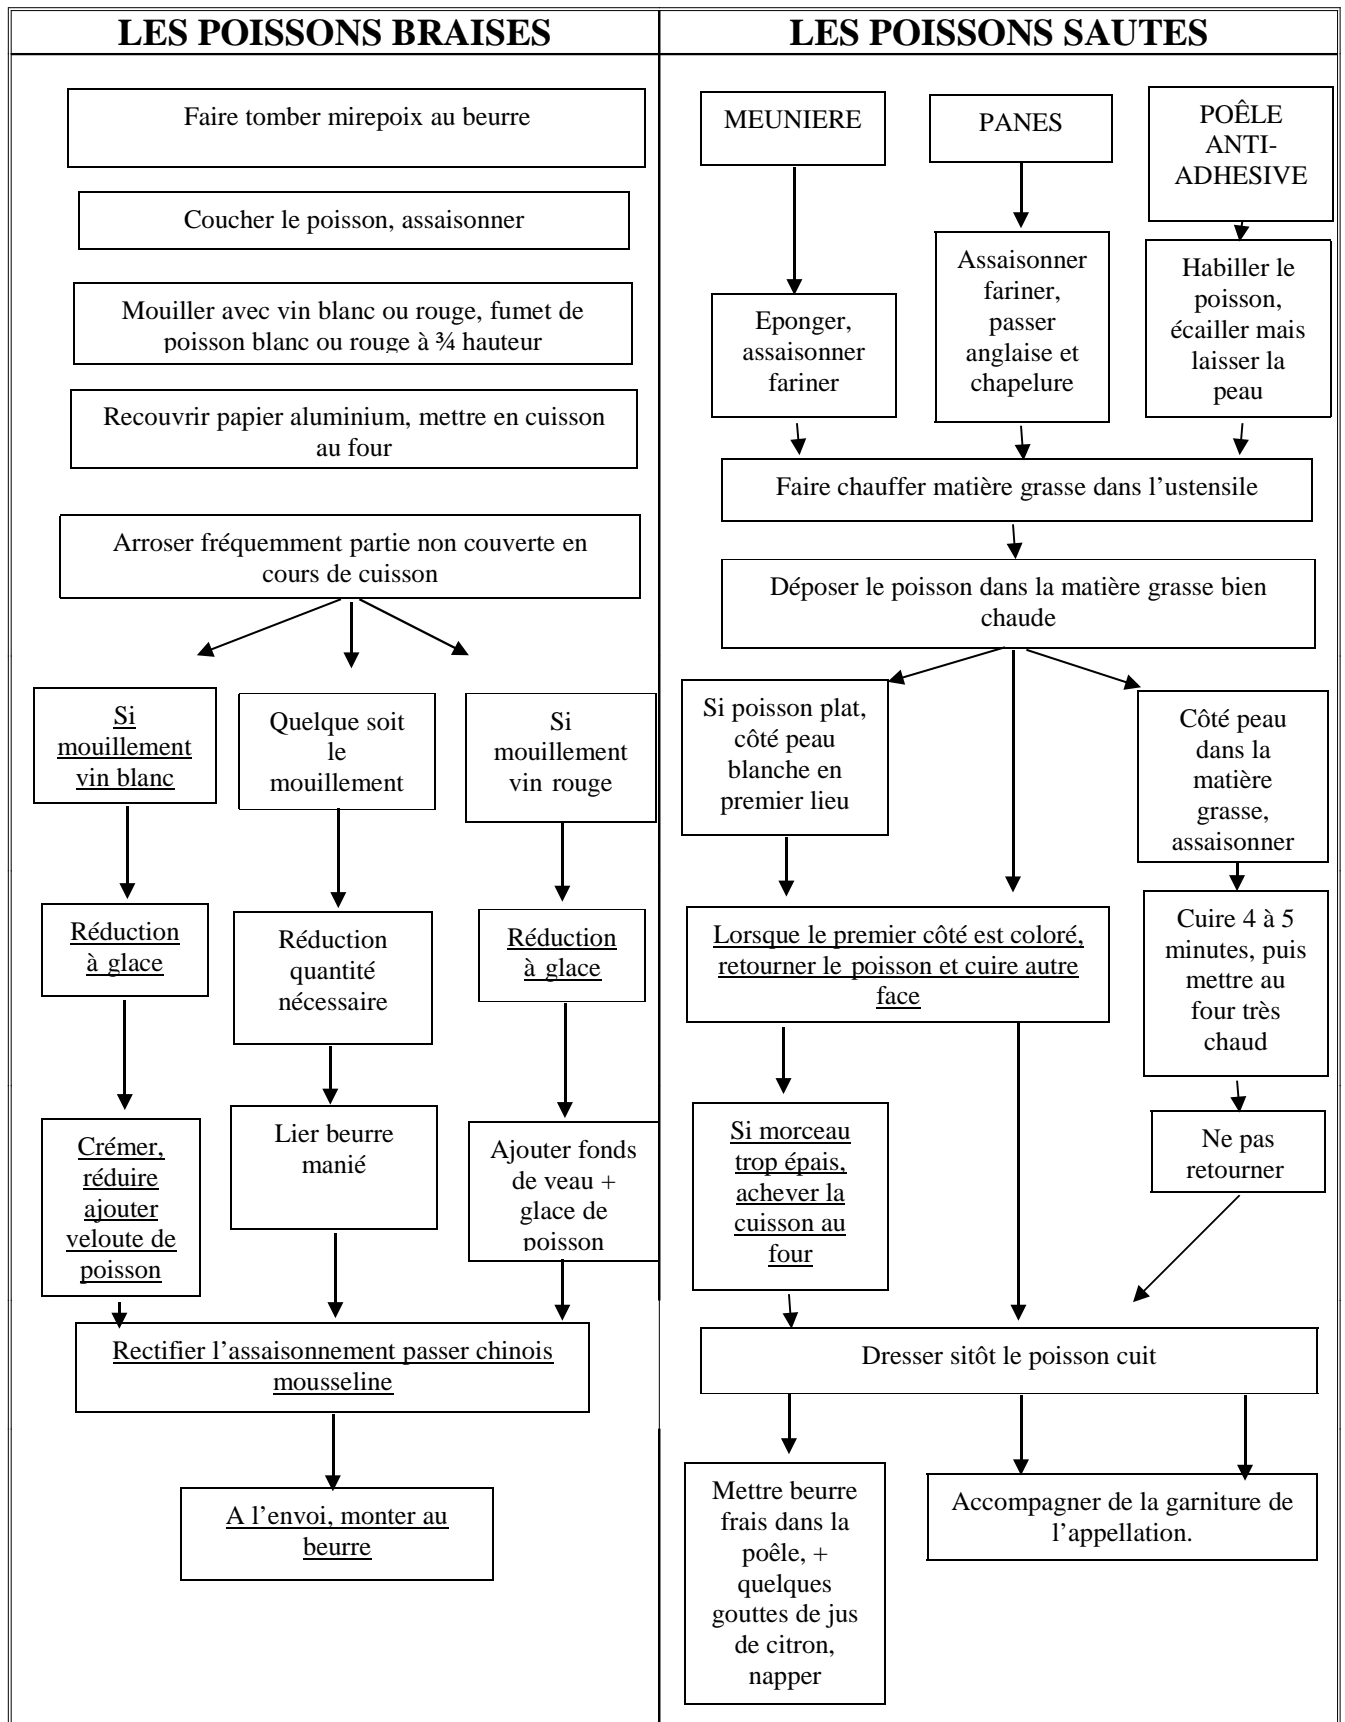 LES POISSONS BRAISES
Faire tomber mirepoix au beurre
Coucher le poisson, assaisonner
Mouiller avec vin blanc ou rouge, fumet de
poisson blanc ou rouge à ¾ hauteur
Recouvrir papier aluminium, mettre en cuisson
au four
Arroser fréquemment partie non couverte en
cours de cuisson
Si
mouillement
vin blanc
Quelque soit
le
mouillement
Si
mouillement
vin rouge
Réduction
à glace
Réduction
quantité
nécessaire
Réduction
à glace
Crémer,
réduire
ajouter
veloute de
poisson
Lier beurre
manié
Ajouter fonds
de veau +
glace de
poisson
Rectifier l’assaisonnement passer chinois
mousseline
A l’envoi, monter au
beurre
LES POISSONS SAUTES
MEUNIERE
PANES
POÊLE
ANTI-
ADHESIVE
Eponger,
assaisonner
fariner
Assaisonner
fariner,
passer
anglaise et
chapelure
Habiller le
poisson,
écailler mais
laisser la
peau
Faire chauffer matière grasse dans l’ustensile
Déposer le poisson dans la matière grasse bien
chaude
Si poisson plat,
côté peau
blanche en
premier lieu
Côté peau
dans la
matière
grasse,
assaisonner
Lorsque le premier côté est coloré,
retourner le poisson et cuire autre
face
Cuire 4 à 5
minutes, puis
mettre au
four très
chaud
Si morceau
trop épais,
achever la
cuisson au
four
Ne pas
retourner
Dresser sitôt le poisson cuit
Mettre beurre
frais dans la
poêle, +
quelques
gouttes de jus
de citron,
napper
Accompagner de la garniture de
l’appellation.